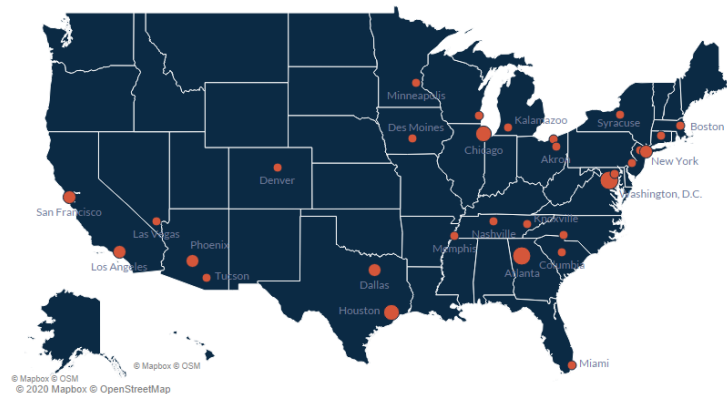 Minneapolis
Kalamazoo
Syracuse
Boston
Des Moines
Chicago
Akron
New York
Denver
Washington, D.C.
San Francisco
Las Vegas
Nashville
Knoxville
Memphis
Phoenix
Los Angeles
Tucson
Columbia
Atlanta
Dallas
Houston
Miami
© Mapbox © OSM
© Mapbox © OSM
© 2020 Mapbox © OpenStreetMap